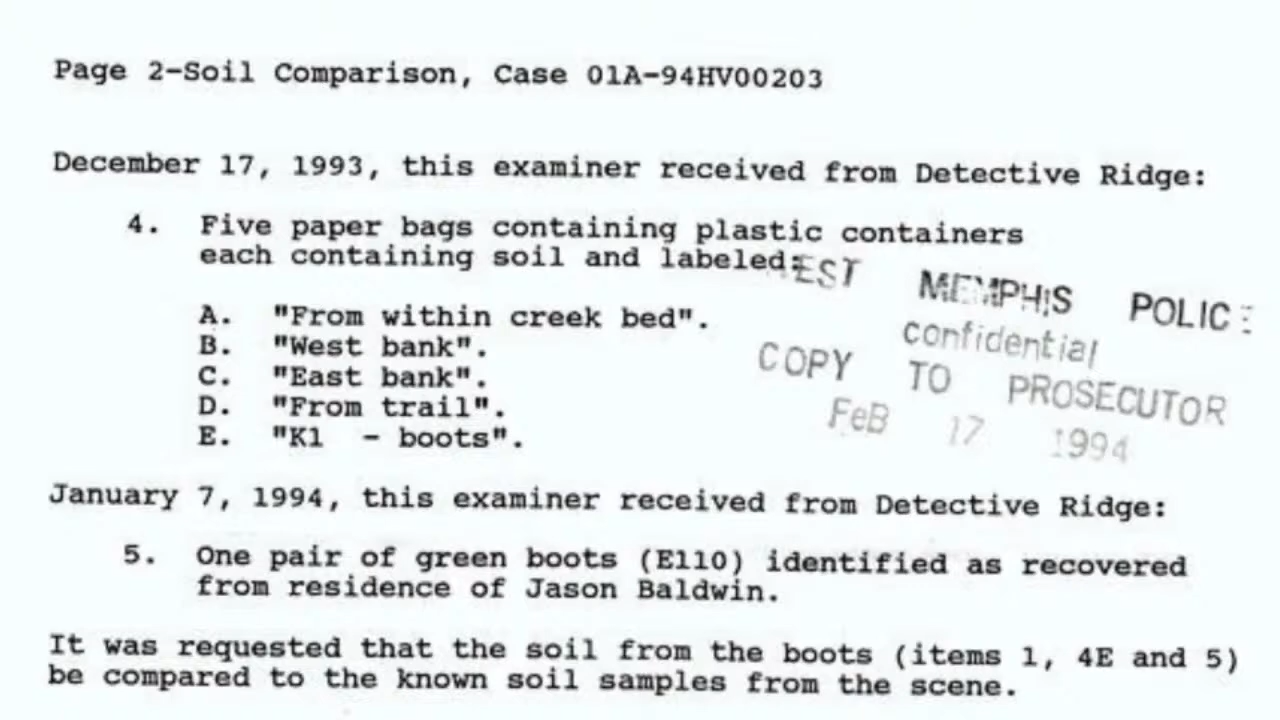 Page 2-Soil Comparison, Case 01A-94HV00203
December 17, 1993, this examiner received from Detective Ridge:
4. Five paper bags containing plastic containers
each containing soil and labeled:
A. "From within creek bed".
B. "West bank".
C. "East bank".
D. "From trail".
E. "K1 - boots".
EST MEMPHIS POLICE
confidential
COPY TO PROSECUTOR
FeB 17 1994
January 7, 1994, this examiner received from Detective Ridge:
5. One pair of green boots (E110) identified as recovered
from residence of Jason Baldwin.
It was requested that the soil from the boots (items 1, 4E and 5)
be compared to the known soil samples from the scene.